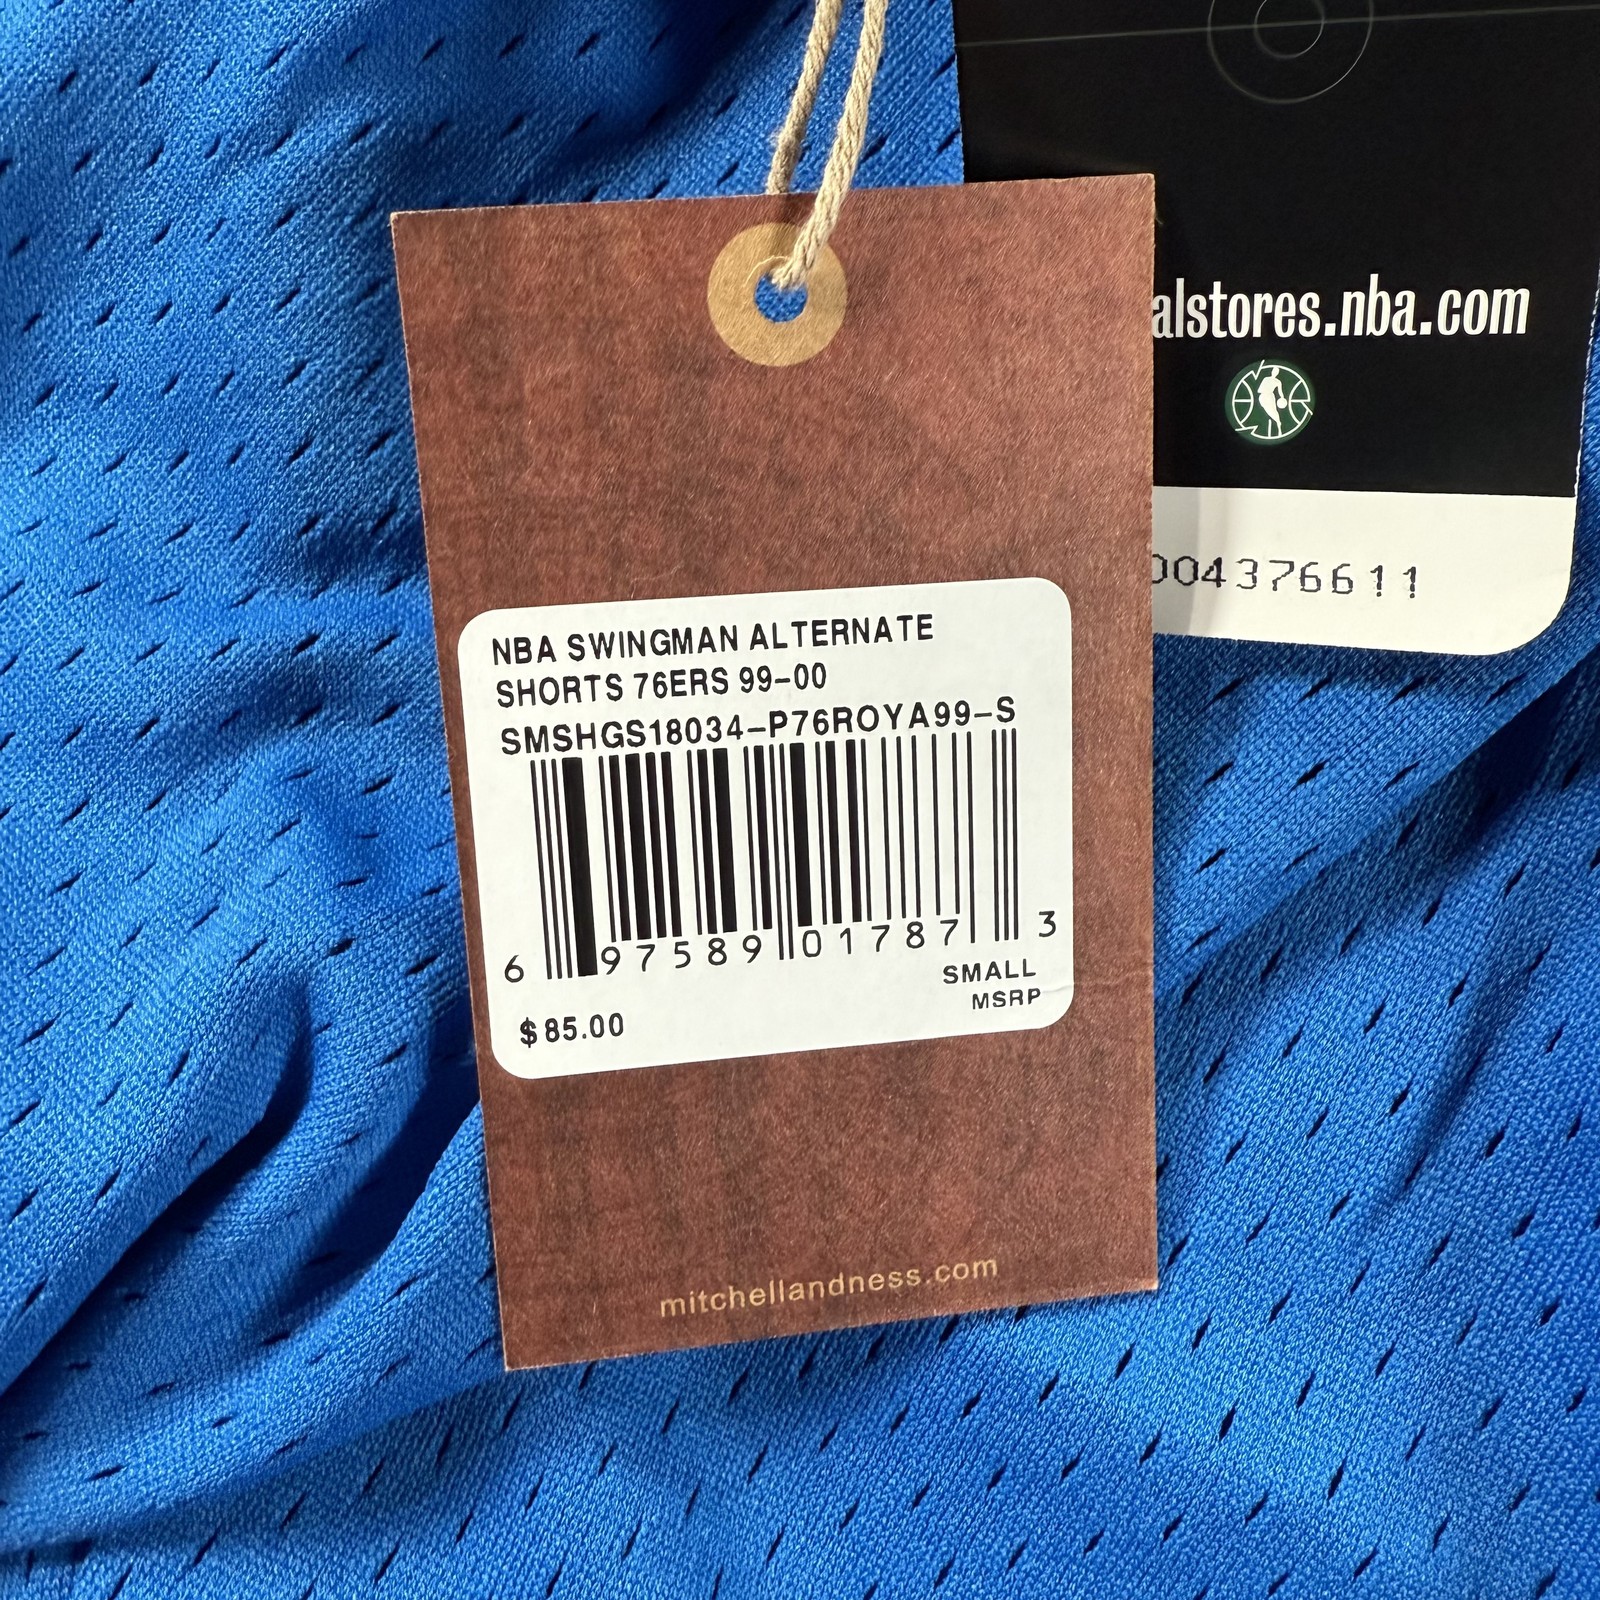 alstores.nba.com
004376611
NBA SWINGMAN ALTERNATE
SHORTS 76ERS 99-00
SMSHGS18034-P76ROYA99-S
6 97589 01787 3
SMALL
MSRP
$85.00
mitchellandness.com